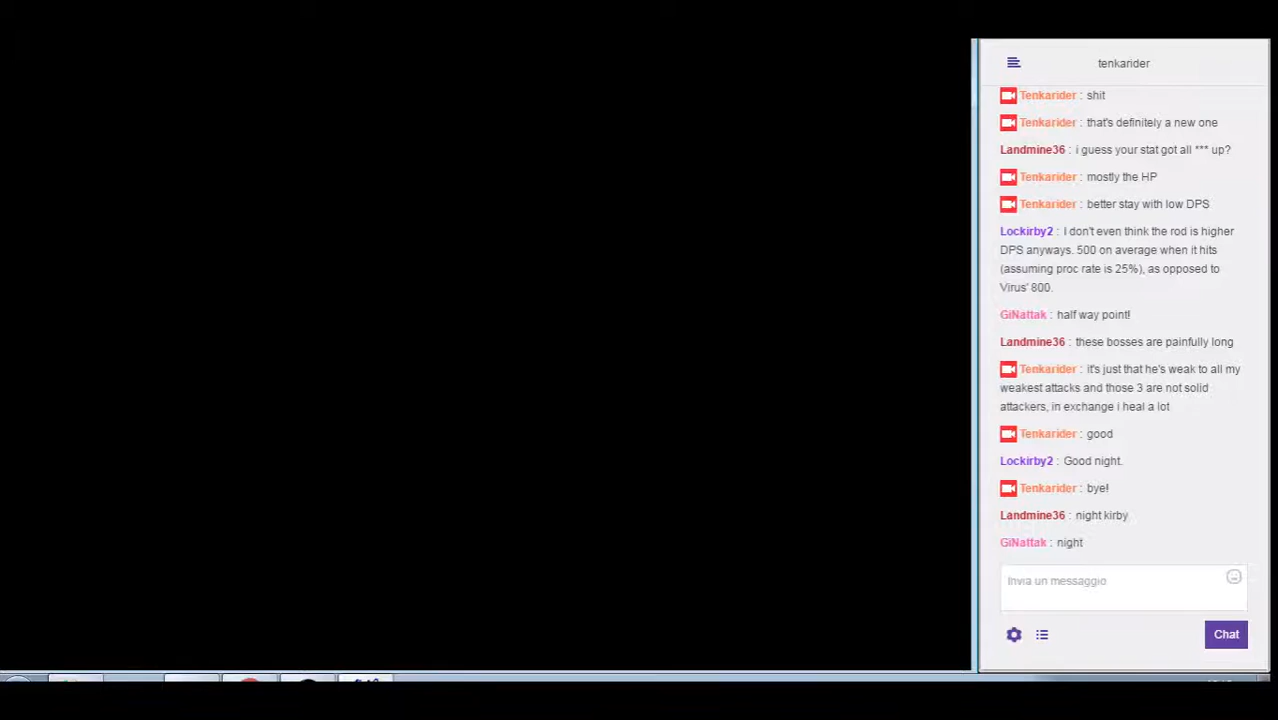 tenkarider
Tenkarider : shit
Tenkarider : that's definitely a new one
Landmine36 : i guess your stat got all *** up?
Tenkarider : mostly the HP
Tenkarider : better stay with low DPS
Lockirby2 : I don't even think the rod is higher
DPS anyways. 500 on average when it hits
(assuming proc rate is 25%), as opposed to
Virus' 800.
GiNattak : half way point!
Landmine36 : these bosses are painfully long
Tenkarider : it's just that he's weak to all my
weakest attacks and those 3 are not solid
attackers, in exchange i heal a lot
Tenkarider : good
Lockirby2 : Good night.
Tenkarider : bye!
Landmine36 : night kirby
GiNattak : night
Invia un messaggio
Chat